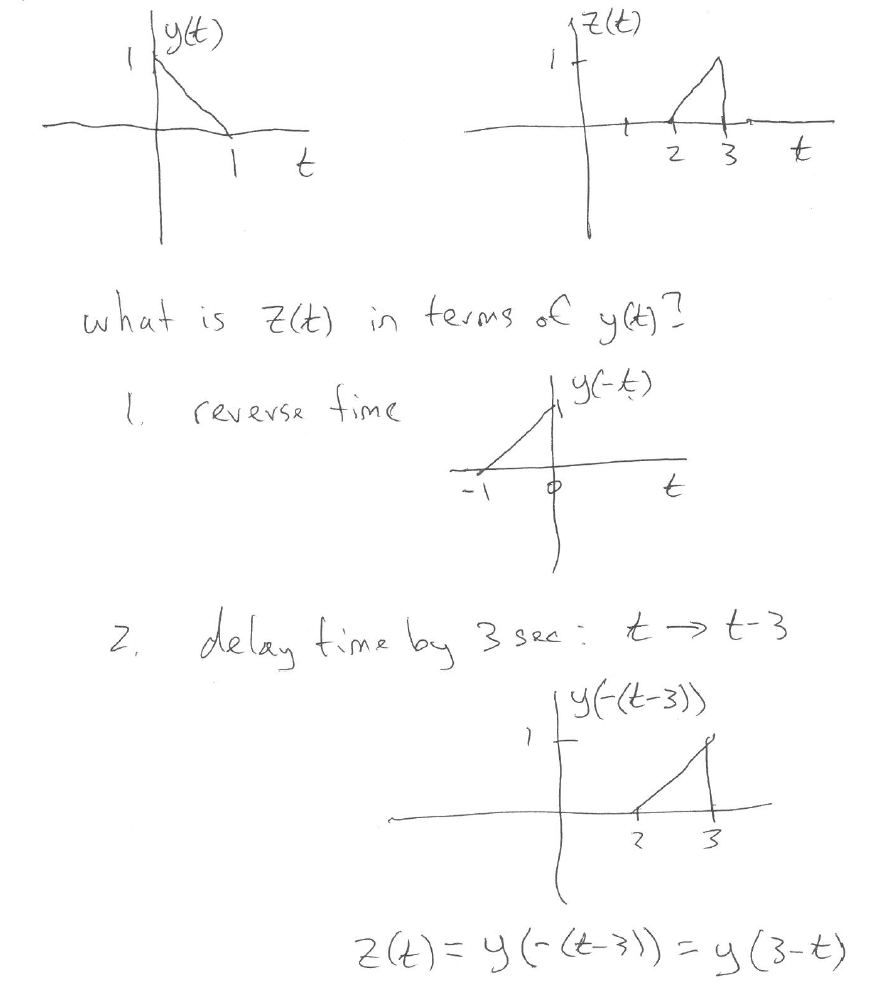 y(t)
1
1
t
z(t)
1
2
3
t
what is z(t) in terms of y(t)?
1. reverse time
y(-t)
1
-1
0
t
2. delay time by 3 sec: t → t-3
y(-(t-3))
1
2
3
z(t) = y(-(t-3)) = y(3-t)